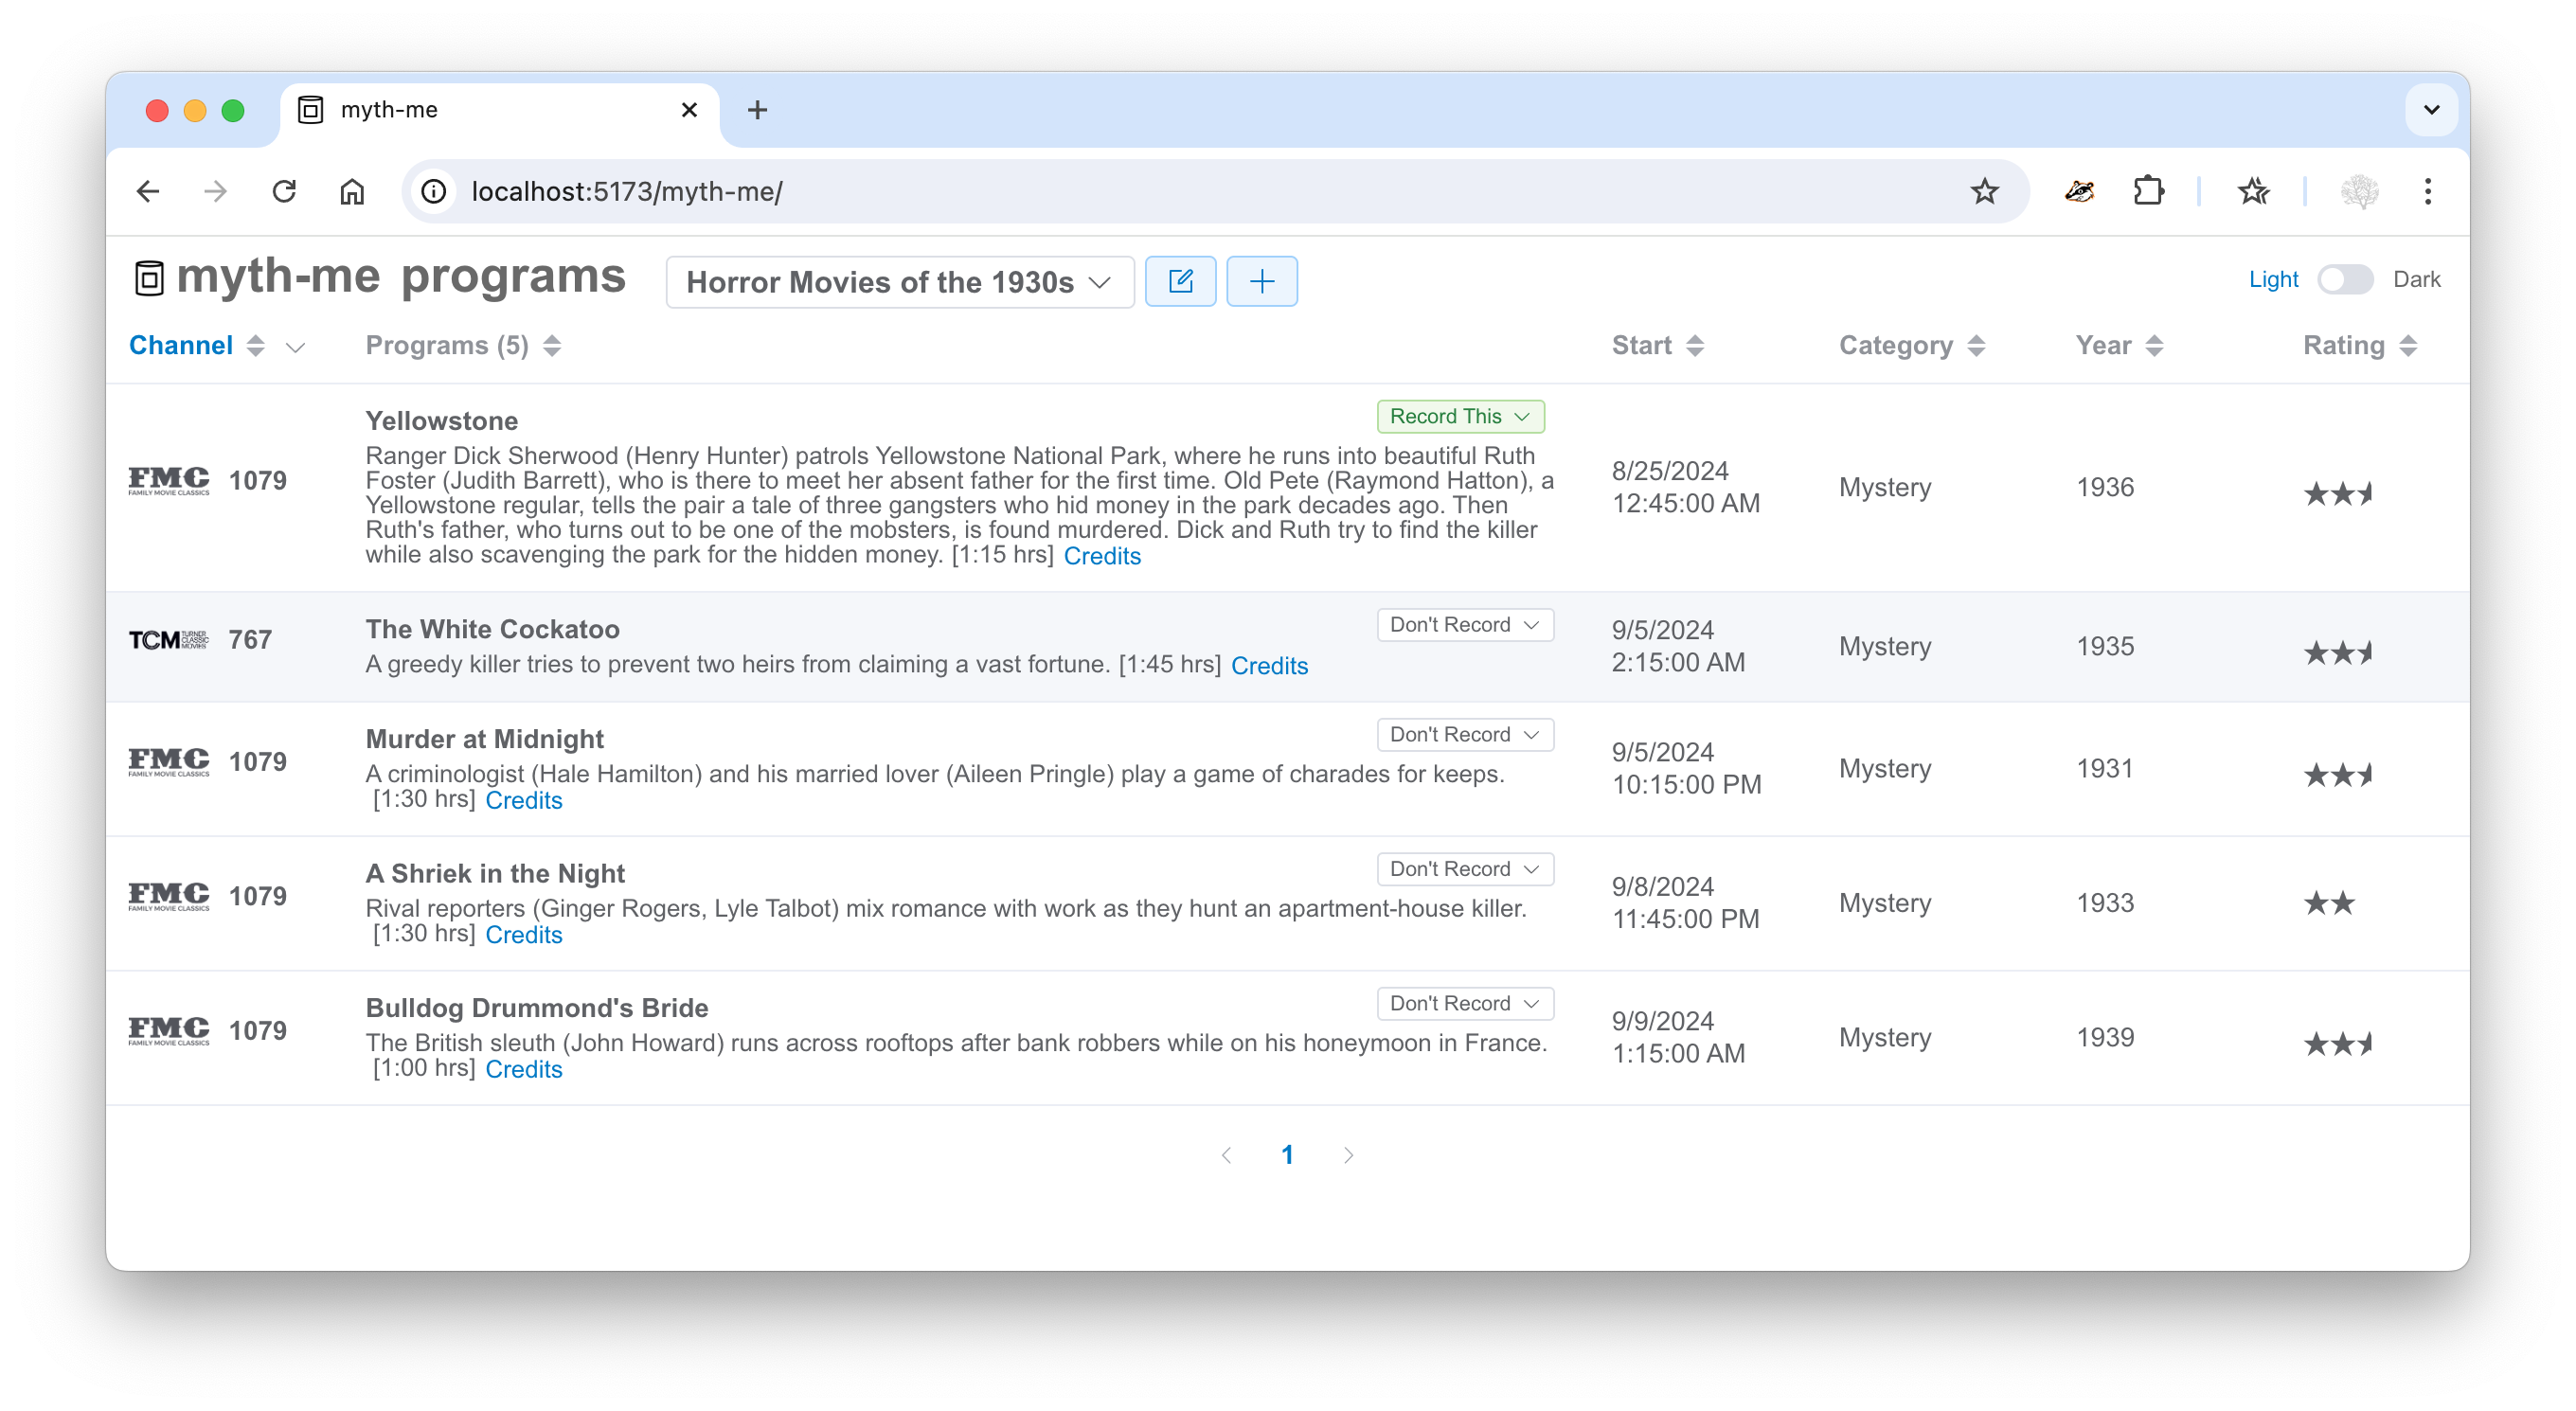 myth-me
localhost:5173/myth-me/
myth-me programs
Horror Movies of the 1930s
Light Dark
Channel Programs (5) Start Category Year Rating
Yellowstone
Record This
Ranger Dick Sherwood (Henry Hunter) patrols Yellowstone National Park, where he runs into beautiful Ruth
Foster (Judith Barrett), who is there to meet her absent father for the first time. Old Pete (Raymond Hatton), a
Yellowstone regular, tells the pair a tale of three gangsters who hid money in the park decades ago. Then
Ruth's father, who turns out to be one of the mobsters, is found murdered. Dick and Ruth try to find the killer
while also scavenging the park for the hidden money. [1:15 hrs] Credits
FMC
FAMILY MOVIE CLASSICS
1079
8/25/2024
12:45:00 AM
Mystery
1936
TCM
TURNER
CLASSIC
MOVIES
767
The White Cockatoo
Don't Record
A greedy killer tries to prevent two heirs from claiming a vast fortune. [1:45 hrs] Credits
9/5/2024
2:15:00 AM
Mystery
1935
FMC
FAMILY MOVIE CLASSICS
1079
Murder at Midnight
Don't Record
A criminologist (Hale Hamilton) and his married lover (Aileen Pringle) play a game of charades for keeps.
[1:30 hrs] Credits
9/5/2024
10:15:00 PM
Mystery
1931
FMC
FAMILY MOVIE CLASSICS
1079
A Shriek in the Night
Don't Record
Rival reporters (Ginger Rogers, Lyle Talbot) mix romance with work as they hunt an apartment-house killer.
[1:30 hrs] Credits
9/8/2024
11:45:00 PM
Mystery
1933
FMC
FAMILY MOVIE CLASSICS
1079
Bulldog Drummond's Bride
Don't Record
The British sleuth (John Howard) runs across rooftops after bank robbers while on his honeymoon in France.
[1:00 hrs] Credits
9/9/2024
1:15:00 AM
Mystery
1939
1